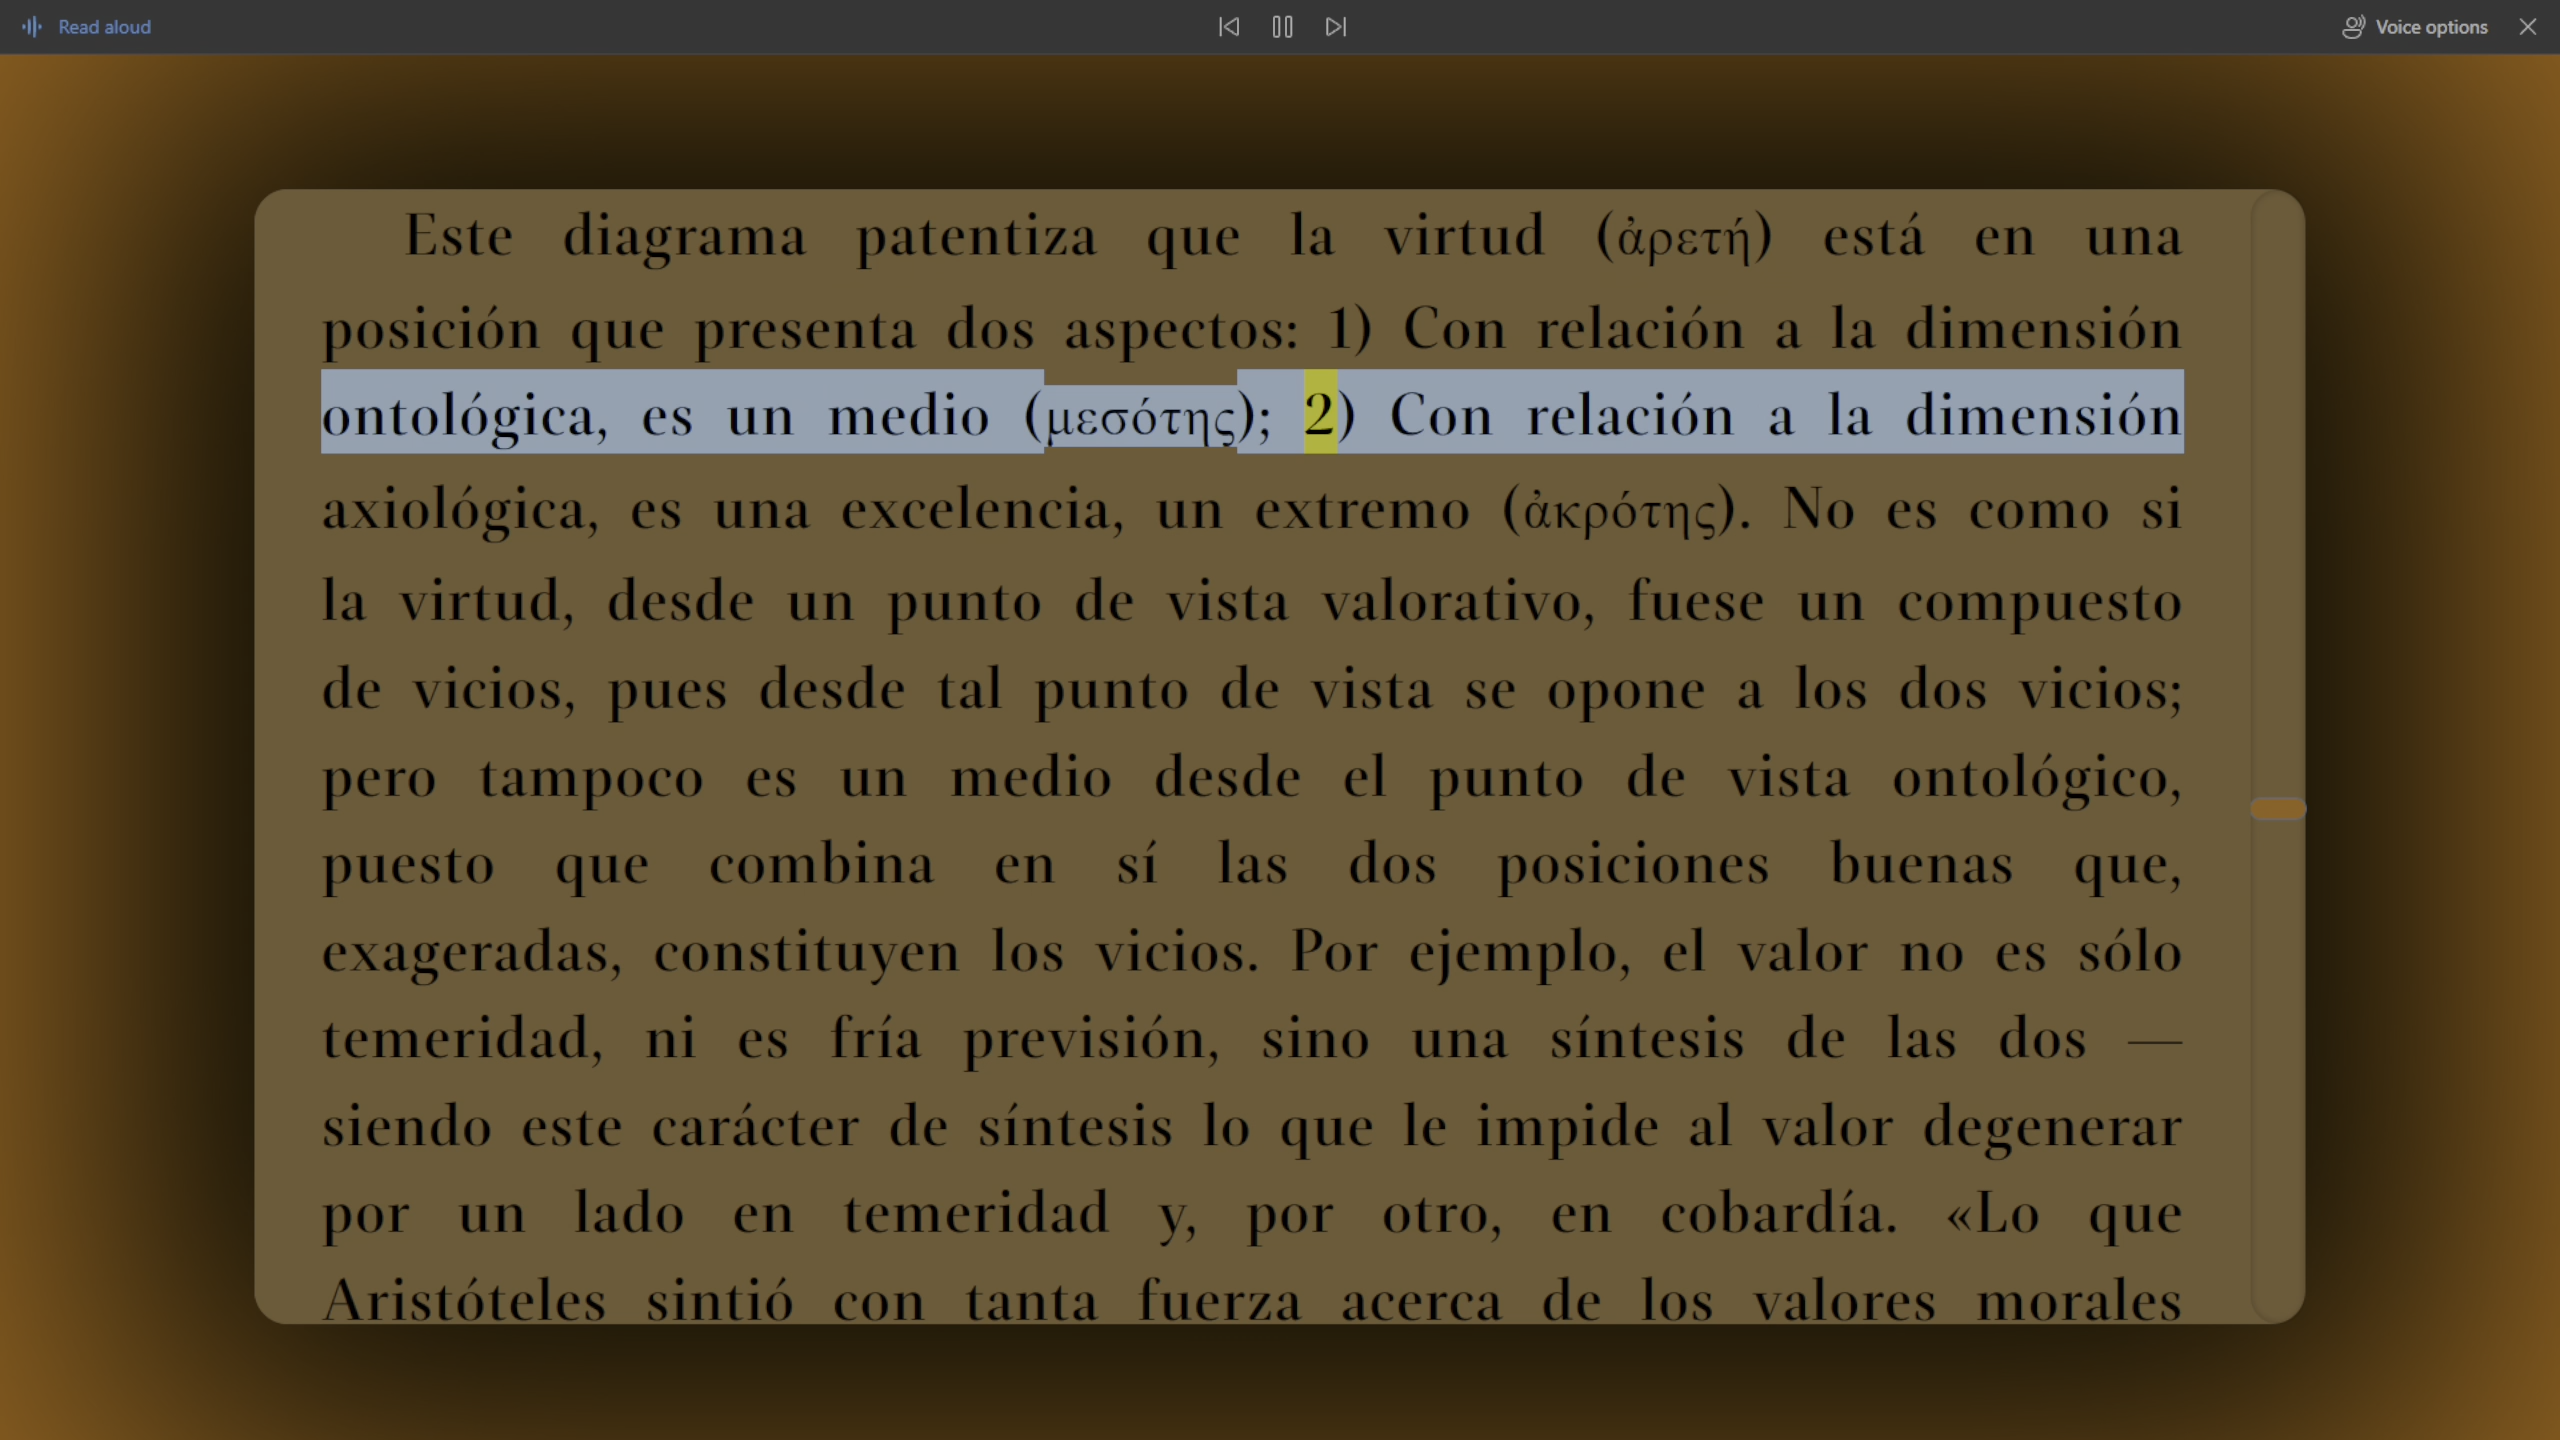 Read aloud
Voice options
Este diagrama patentiza que la virtud (ἀρετή) está en una
posición que presenta dos aspectos: 1) Con relación a la dimensión
ontológica, es un medio (μεσότης); 2) Con relación a la dimensión
axiológica, es una excelencia, un extremo (ἀκρότης). No es como si
la virtud, desde un punto de vista valorativo, fuese un compuesto
de vicios, pues desde tal punto de vista se opone a los dos vicios;
pero tampoco es un medio desde el punto de vista ontológico,
puesto que combina en sí las dos posiciones buenas que,
exageradas, constituyen los vicios. Por ejemplo, el valor no es sólo
temeridad, ni es fría previsión, sino una síntesis de las dos —
siendo este carácter de síntesis lo que le impide al valor degenerar
por un lado en temeridad y, por otro, en cobardía. «Lo que
Aristóteles sintió con tanta fuerza acerca de los valores morales